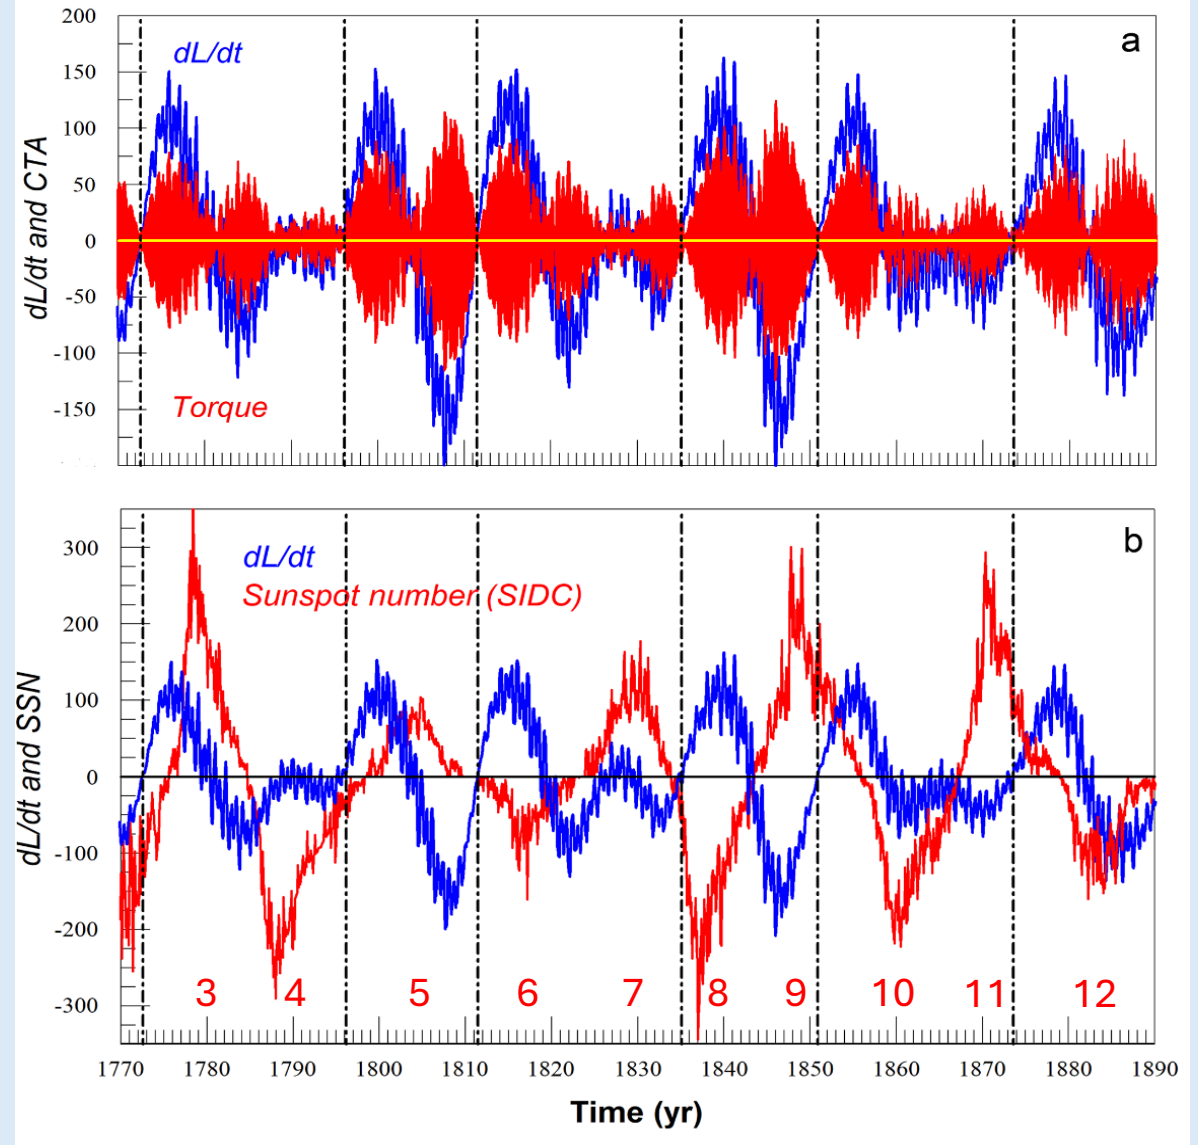 200
150
100
50
0
-50
-100
-150
dL/dt and CTA
dL/dt
a
Torque
300
200
100
0
-100
-200
-300
dL/dt and SSN
dL/dt
b
Sunspot number (SIDC)
3 4 5 6 7 8 9 10 11 12
1770 1780 1790 1800 1810 1820 1830 1840 1850 1860 1870 1880 1890
Time (yr)